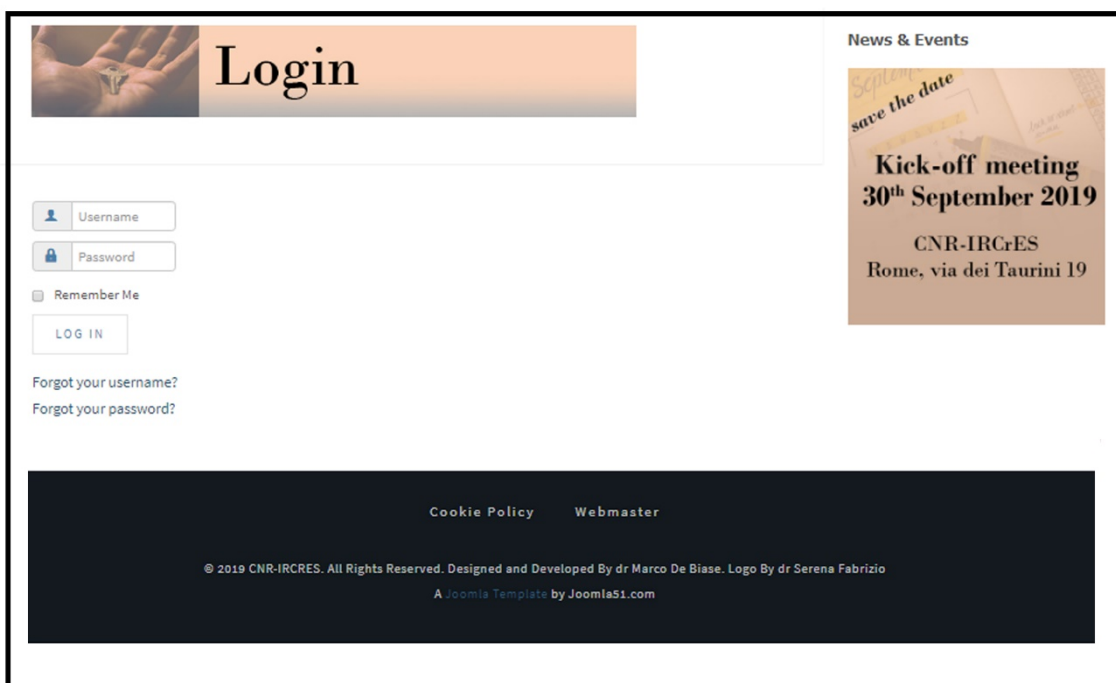 Login
Username
Password
Remember Me
LOG IN
Forgot your username?
Forgot your password?
News & Events
save the date
Kick-off meeting
30th September 2019
CNR-IRCrES
Rome, via dei Taurini 19
Cookie Policy Webmaster
© 2019 CNR-IRCRES. All Rights Reserved. Designed and Developed By dr Marco De Biase. Logo By dr Serena Fabrizio
A Joomla Template by Joomla51.com